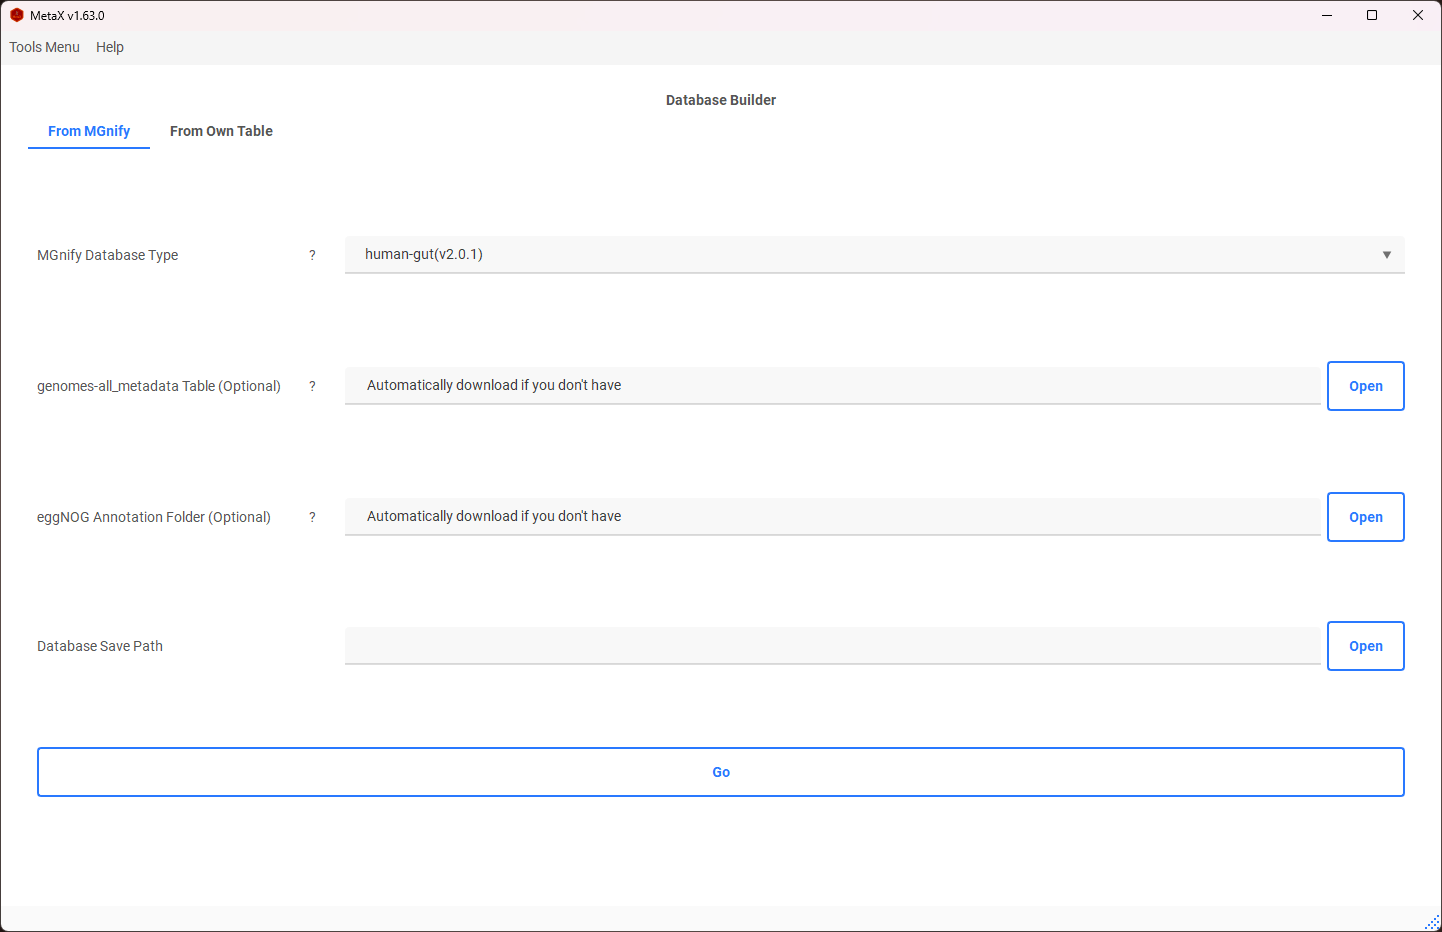 MetaX v1.63.0
Tools Menu Help
Database Builder
From MGnify From Own Table
MGnify Database Type ? human-gut(v2.0.1)
genomes-all_metadata Table (Optional) ? Automatically download if you don't have Open
eggNOG Annotation Folder (Optional) ? Automatically download if you don't have Open
Database Save Path Open
Go